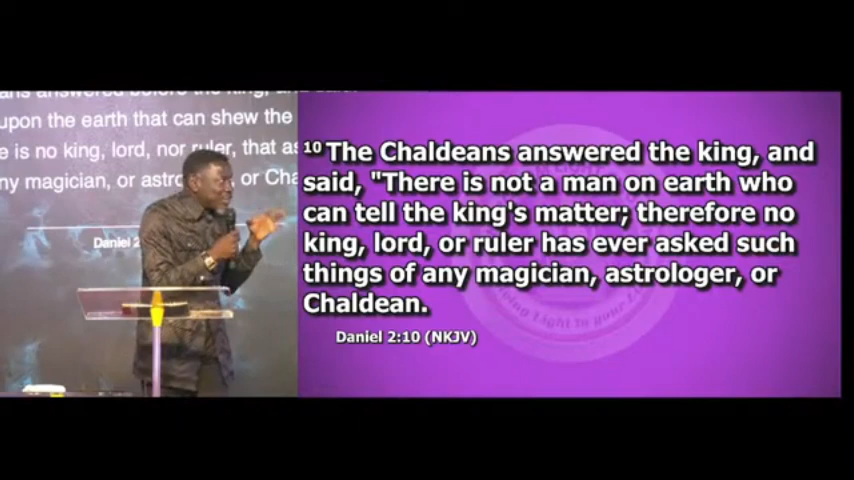 upon the earth that can shew the
e is no king, lord, nor ruler, that as
ny magician, or astro or Cha
Daniel 2
10 The Chaldeans answered the king, and
said, "There is not a man on earth who
can tell the king's matter; therefore no
king, lord, or ruler has ever asked such
things of any magician, astrologer, or
Chaldean.
Daniel 2:10 (NKJV)